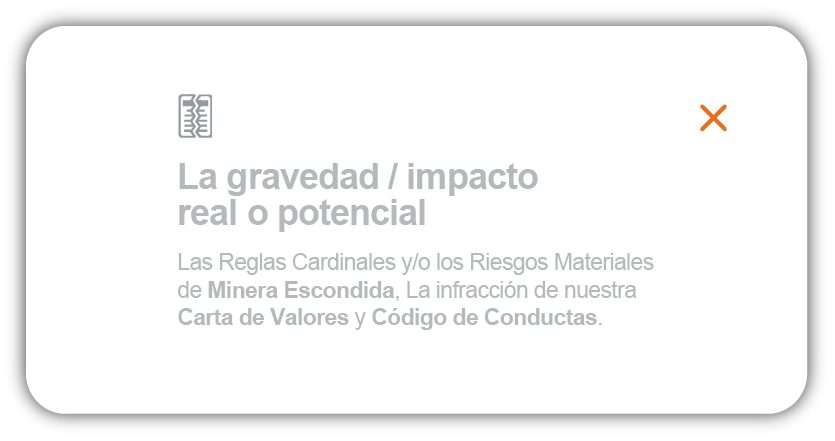 La gravedad / impacto
real o potencial
Las Reglas Cardinales y/o los Riesgos Materiales
de Minera Escondida, La infracción de nuestra
Carta de Valores y Código de Conductas.